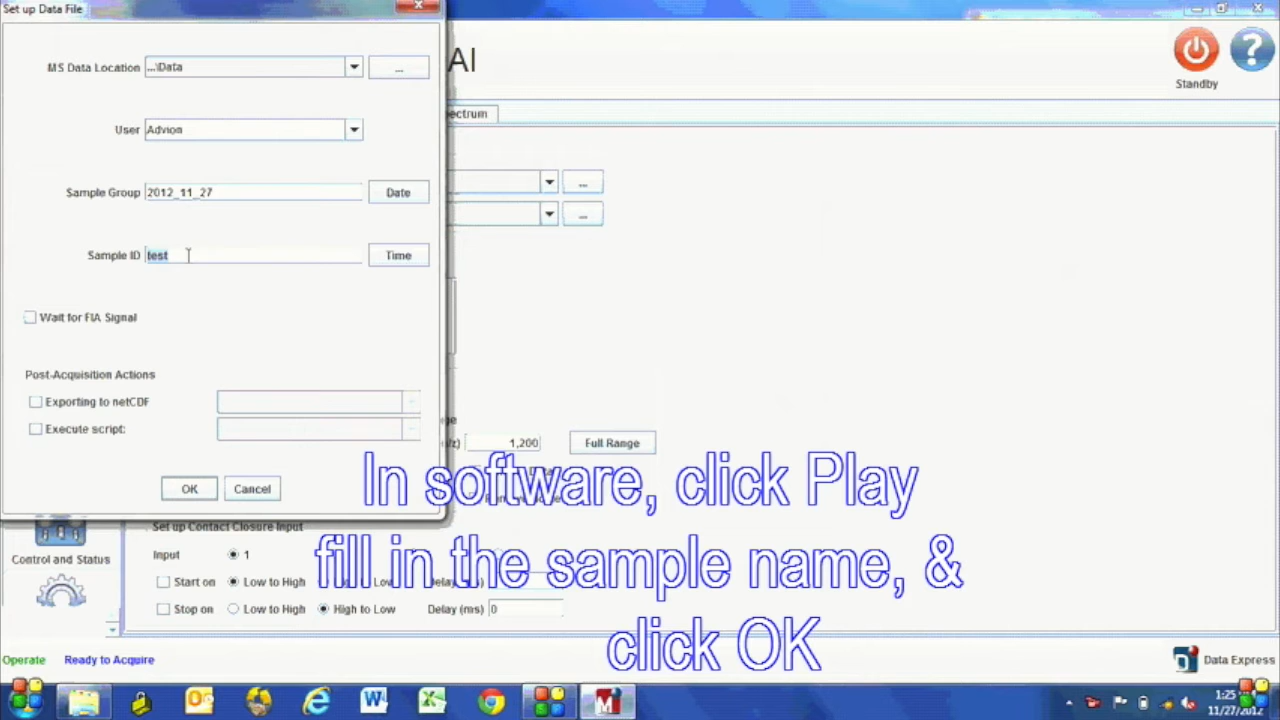 Set up Data File
AI
Standby
MS Data Location ...\Data ...
ectrum
User Advion
...
Sample Group 2012_11_27 Date
...
Sample ID test Time
Wait for FIA Signal
Post-Acquisition Actions
Exporting to netCDF
Execute script:
1,200 Full Range
OK Cancel
In software, click Play
fill in the sample name, &
click OK
Set up Contact Closure Input
Control and Status
Input 1
Start on Low to High Delay
Stop on Low to High High to Low Delay (ms) 0
Operate Ready to Acquire
Data Express
1:25
11/27/2012